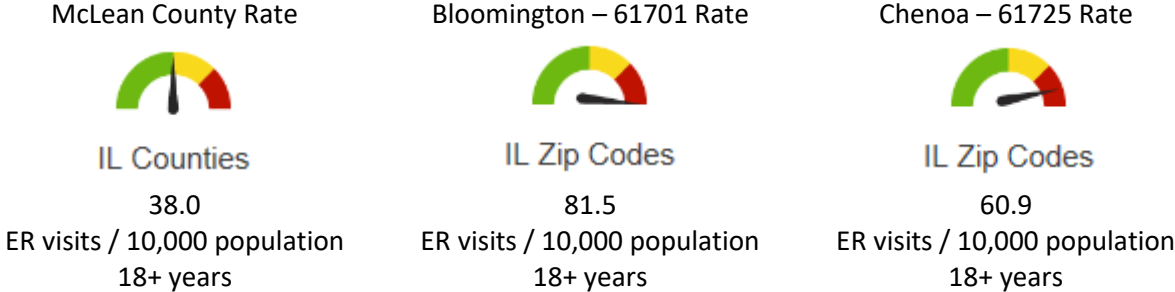 McLean County Rate
IL Counties
38.0
ER visits / 10,000 population
18+ years
Bloomington – 61701 Rate
IL Zip Codes
81.5
ER visits / 10,000 population
18+ years
Chenoa – 61725 Rate
IL Zip Codes
60.9
ER visits / 10,000 population
18+ years